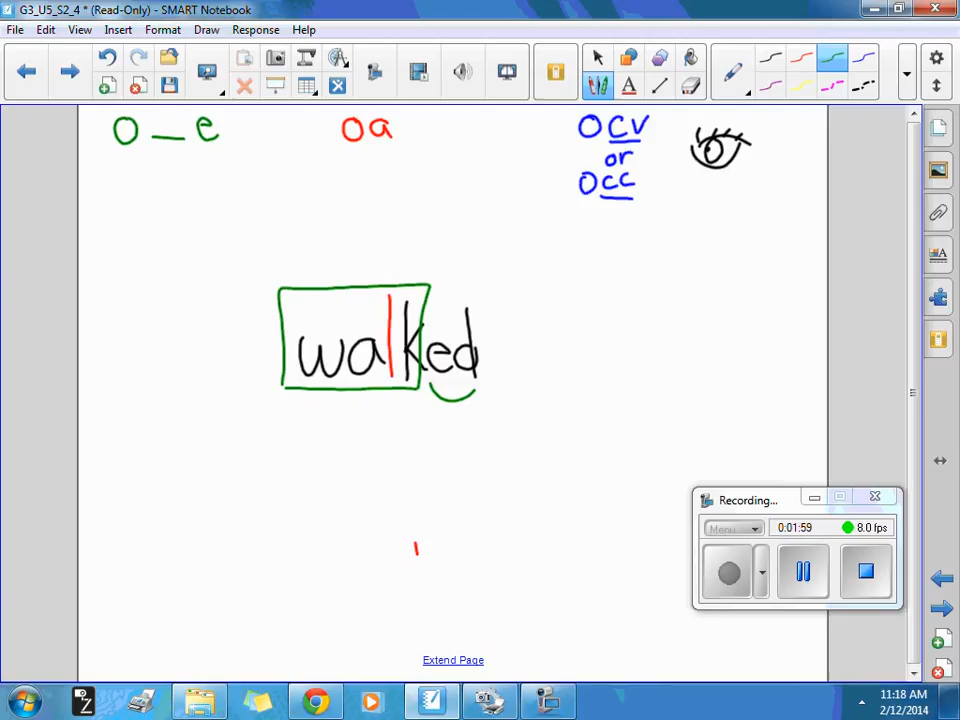 G3_U5_S2_4 * (Read-Only) - SMART Notebook
File Edit View Insert Format Draw Response Help
o_e
oa
ocv
or
occ
walked
Recording...
Menu
0:01:59
8.0 fps
Extend Page
11:18 AM
2/12/2014